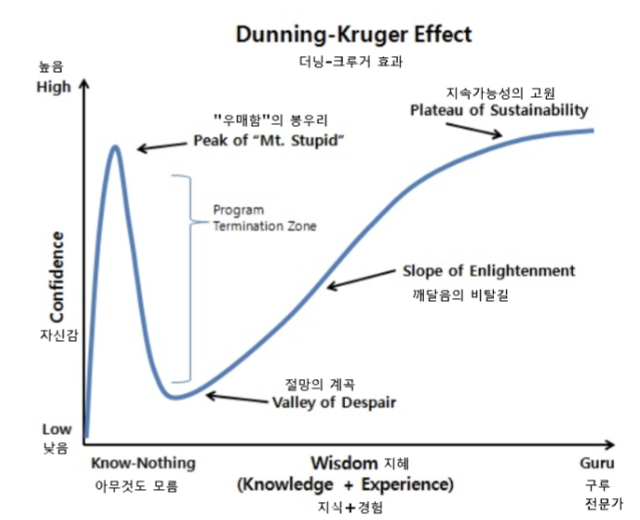 Dunning-Kruger Effect
더닝-크루거 효과
높음
High
지속가능성의 고원
Plateau of Sustainability
"우매함"의 봉우리
Peak of “Mt. Stupid”
Program
Termination Zone
Confidence
자신감
Slope of Enlightenment
깨달음의 비탈길
절망의 계곡
Valley of Despair
Low
낮음
Know-Nothing
아무것도 모름
Wisdom 지혜
(Knowledge + Experience)
지식+경험
Guru
구루
전문가